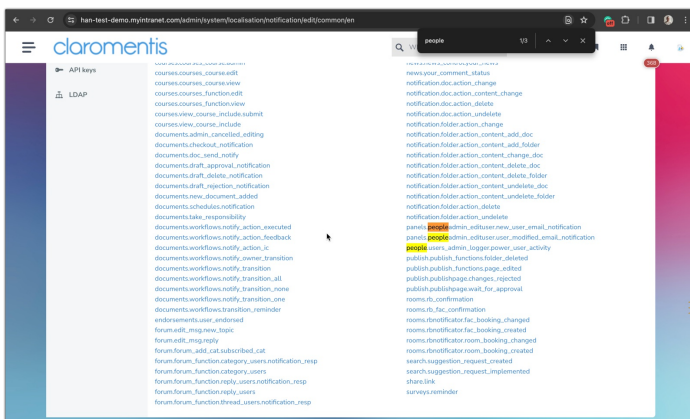 han-test-demo.myintranet.com/admin/system/localisation/notification/edit/common/en
people
1/3
claromentis
368
API keys
LDAP
courses.courses_course.admin
courses.courses_course.edit
courses.courses_course.view
courses.courses_function.edit
courses.courses_function.view
courses.view_course_include.submit
courses.view_course_include
documents.admin_cancelled_editing
documents.checkout_notification
documents.doc_send_notify
documents.draft_approval_notification
documents.draft_delete_notification
documents.draft_rejection_notification
documents.new_document_added
documents.schedules.notification
documents.take_responsibility
documents.workflows.notify_action_executed
documents.workflows.notify_action_feedback
documents.workflows.notify_action_ic
documents.workflows.notify_owner_transition
documents.workflows.notify_transition
documents.workflows.notify_transition_all
documents.workflows.notify_transition_none
documents.workflows.notify_transition_one
documents.workflows.transition_reminder
endorsements.user_endorsed
forum.edit_msg.new_topic
forum.edit_msg.reply
forum.forum_add_cat.subscribed_cat
forum.forum_function.category_users.notification_resp
forum.forum_function.category_users
forum.forum_function.reply_users.notification_resp
forum.forum_function.reply_users
forum.forum_function.thread_users.notification_resp
news.your_comment_status
notification.doc.action_change
notification.doc.action_content_change
notification.doc.action_delete
notification.doc.action_undelete
notification.folder.action_change
notification.folder.action_content_add_doc
notification.folder.action_content_add_folder
notification.folder.action_content_change_doc
notification.folder.action_content_delete_doc
notification.folder.action_content_delete_folder
notification.folder.action_content_undelete_doc
notification.folder.action_content_undelete_folder
notification.folder.action_delete
notification.folder.action_undelete
panels.peopleadmin_edituser.new_user_email_notification
panels.peopleadmin_edituser.user_modified_email_notification
people.users_admin_logger.power_user_activity
publish.publish_functions.folder_deleted
publish.publish_functions.page_edited
publish.publishpage.changes_rejected
publish.publishpage.wait_for_approval
rooms.rb_confirmation
rooms.rb_fac_confirmation
rooms.rbnotificator.fac_booking_changed
rooms.rbnotificator.fac_booking_created
rooms.rbnotificator.room_booking_changed
rooms.rbnotificator.room_booking_created
search.suggestion_request_created
search.suggestion_request_implemented
share.link
surveys.reminder